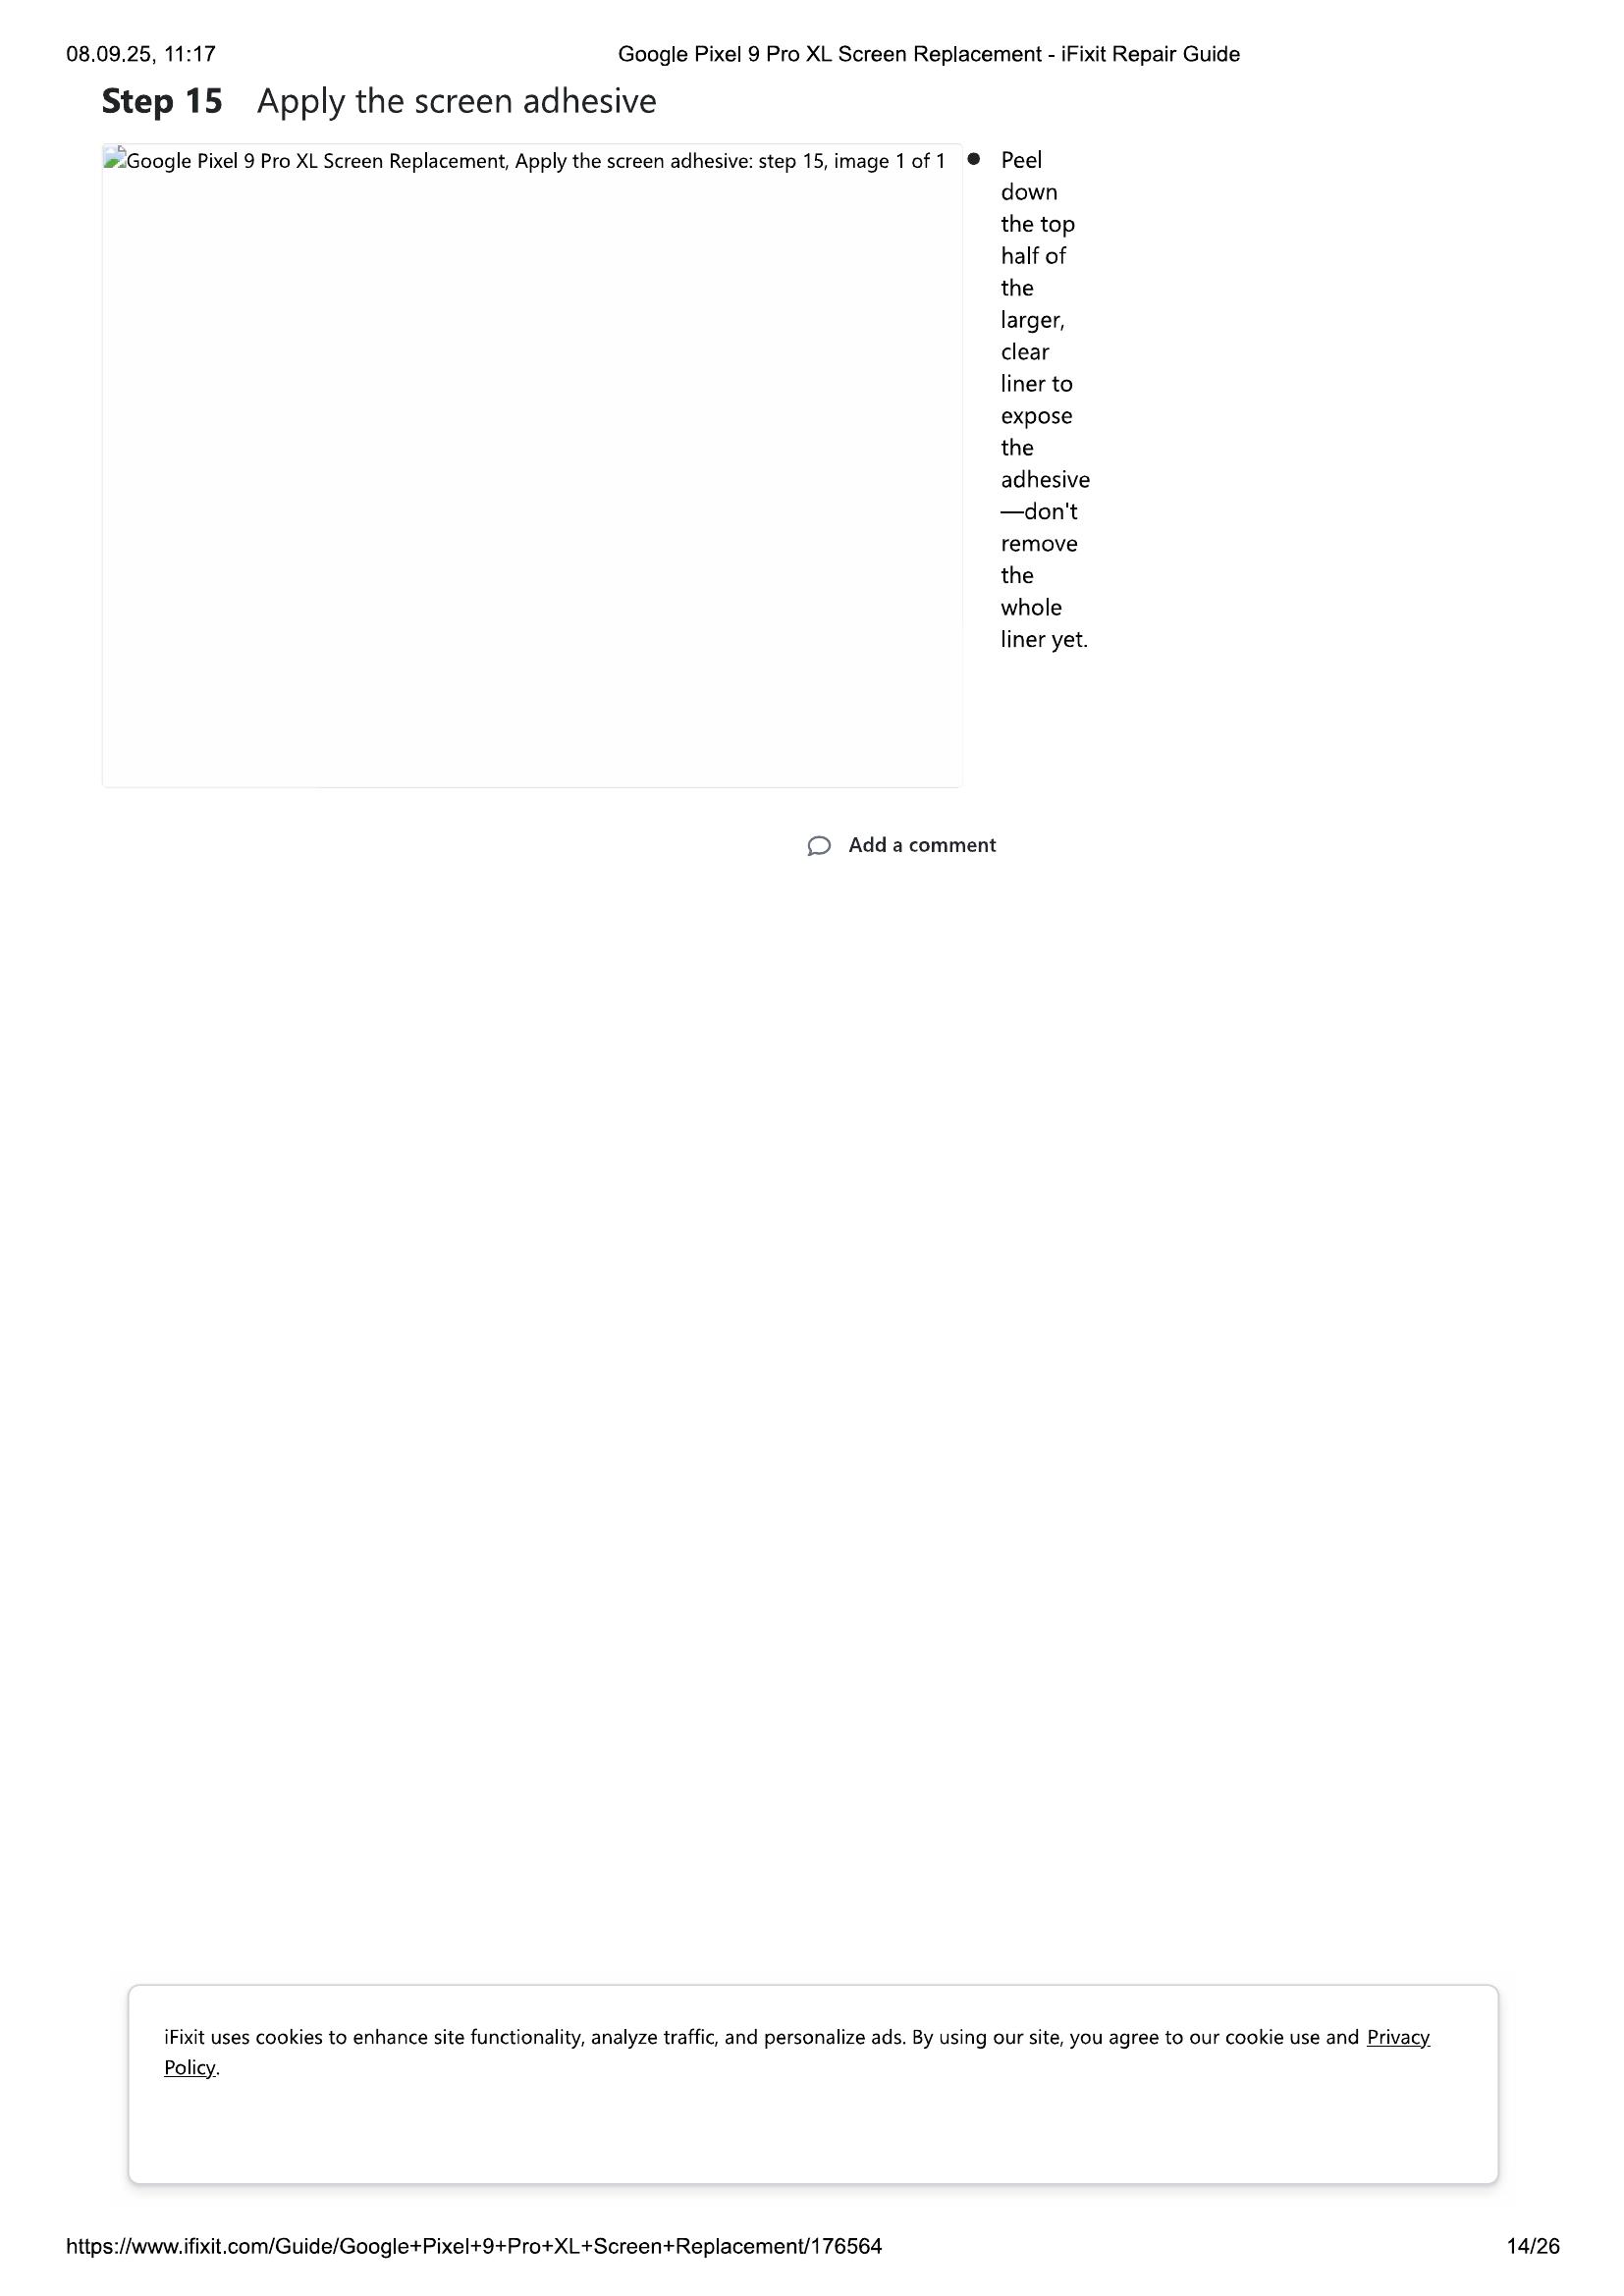 08.09.25, 11:17
Google Pixel 9 Pro XL Screen Replacement - iFixit Repair Guide
Step 15 Apply the screen adhesive
Google Pixel 9 Pro XL Screen Replacement, Apply the screen adhesive: step 15, image 1 of 1
Peel
down
the top
half of
the
larger,
clear
liner to
expose
the
adhesive
—don't
remove
the
whole
liner yet.
Add a comment
iFixit uses cookies to enhance site functionality, analyze traffic, and personalize ads. By using our site, you agree to our cookie use and Privacy
Policy.
https://www.ifixit.com/Guide/Google+Pixel+9+Pro+XL+Screen+Replacement/176564
14/26